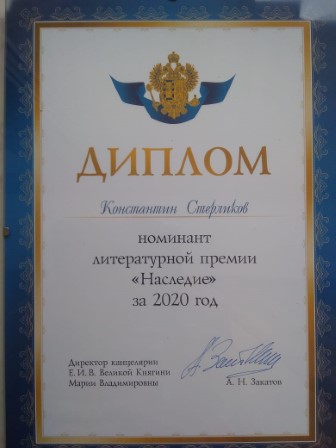 ДИПЛОМ
Константин Стерликов
номинант
литературной премии
«Наследие»
за 2020 год
Директор канцелярии
Е. И. В. Великой Княгини
Марии Владимировны
А. Н. Закатов